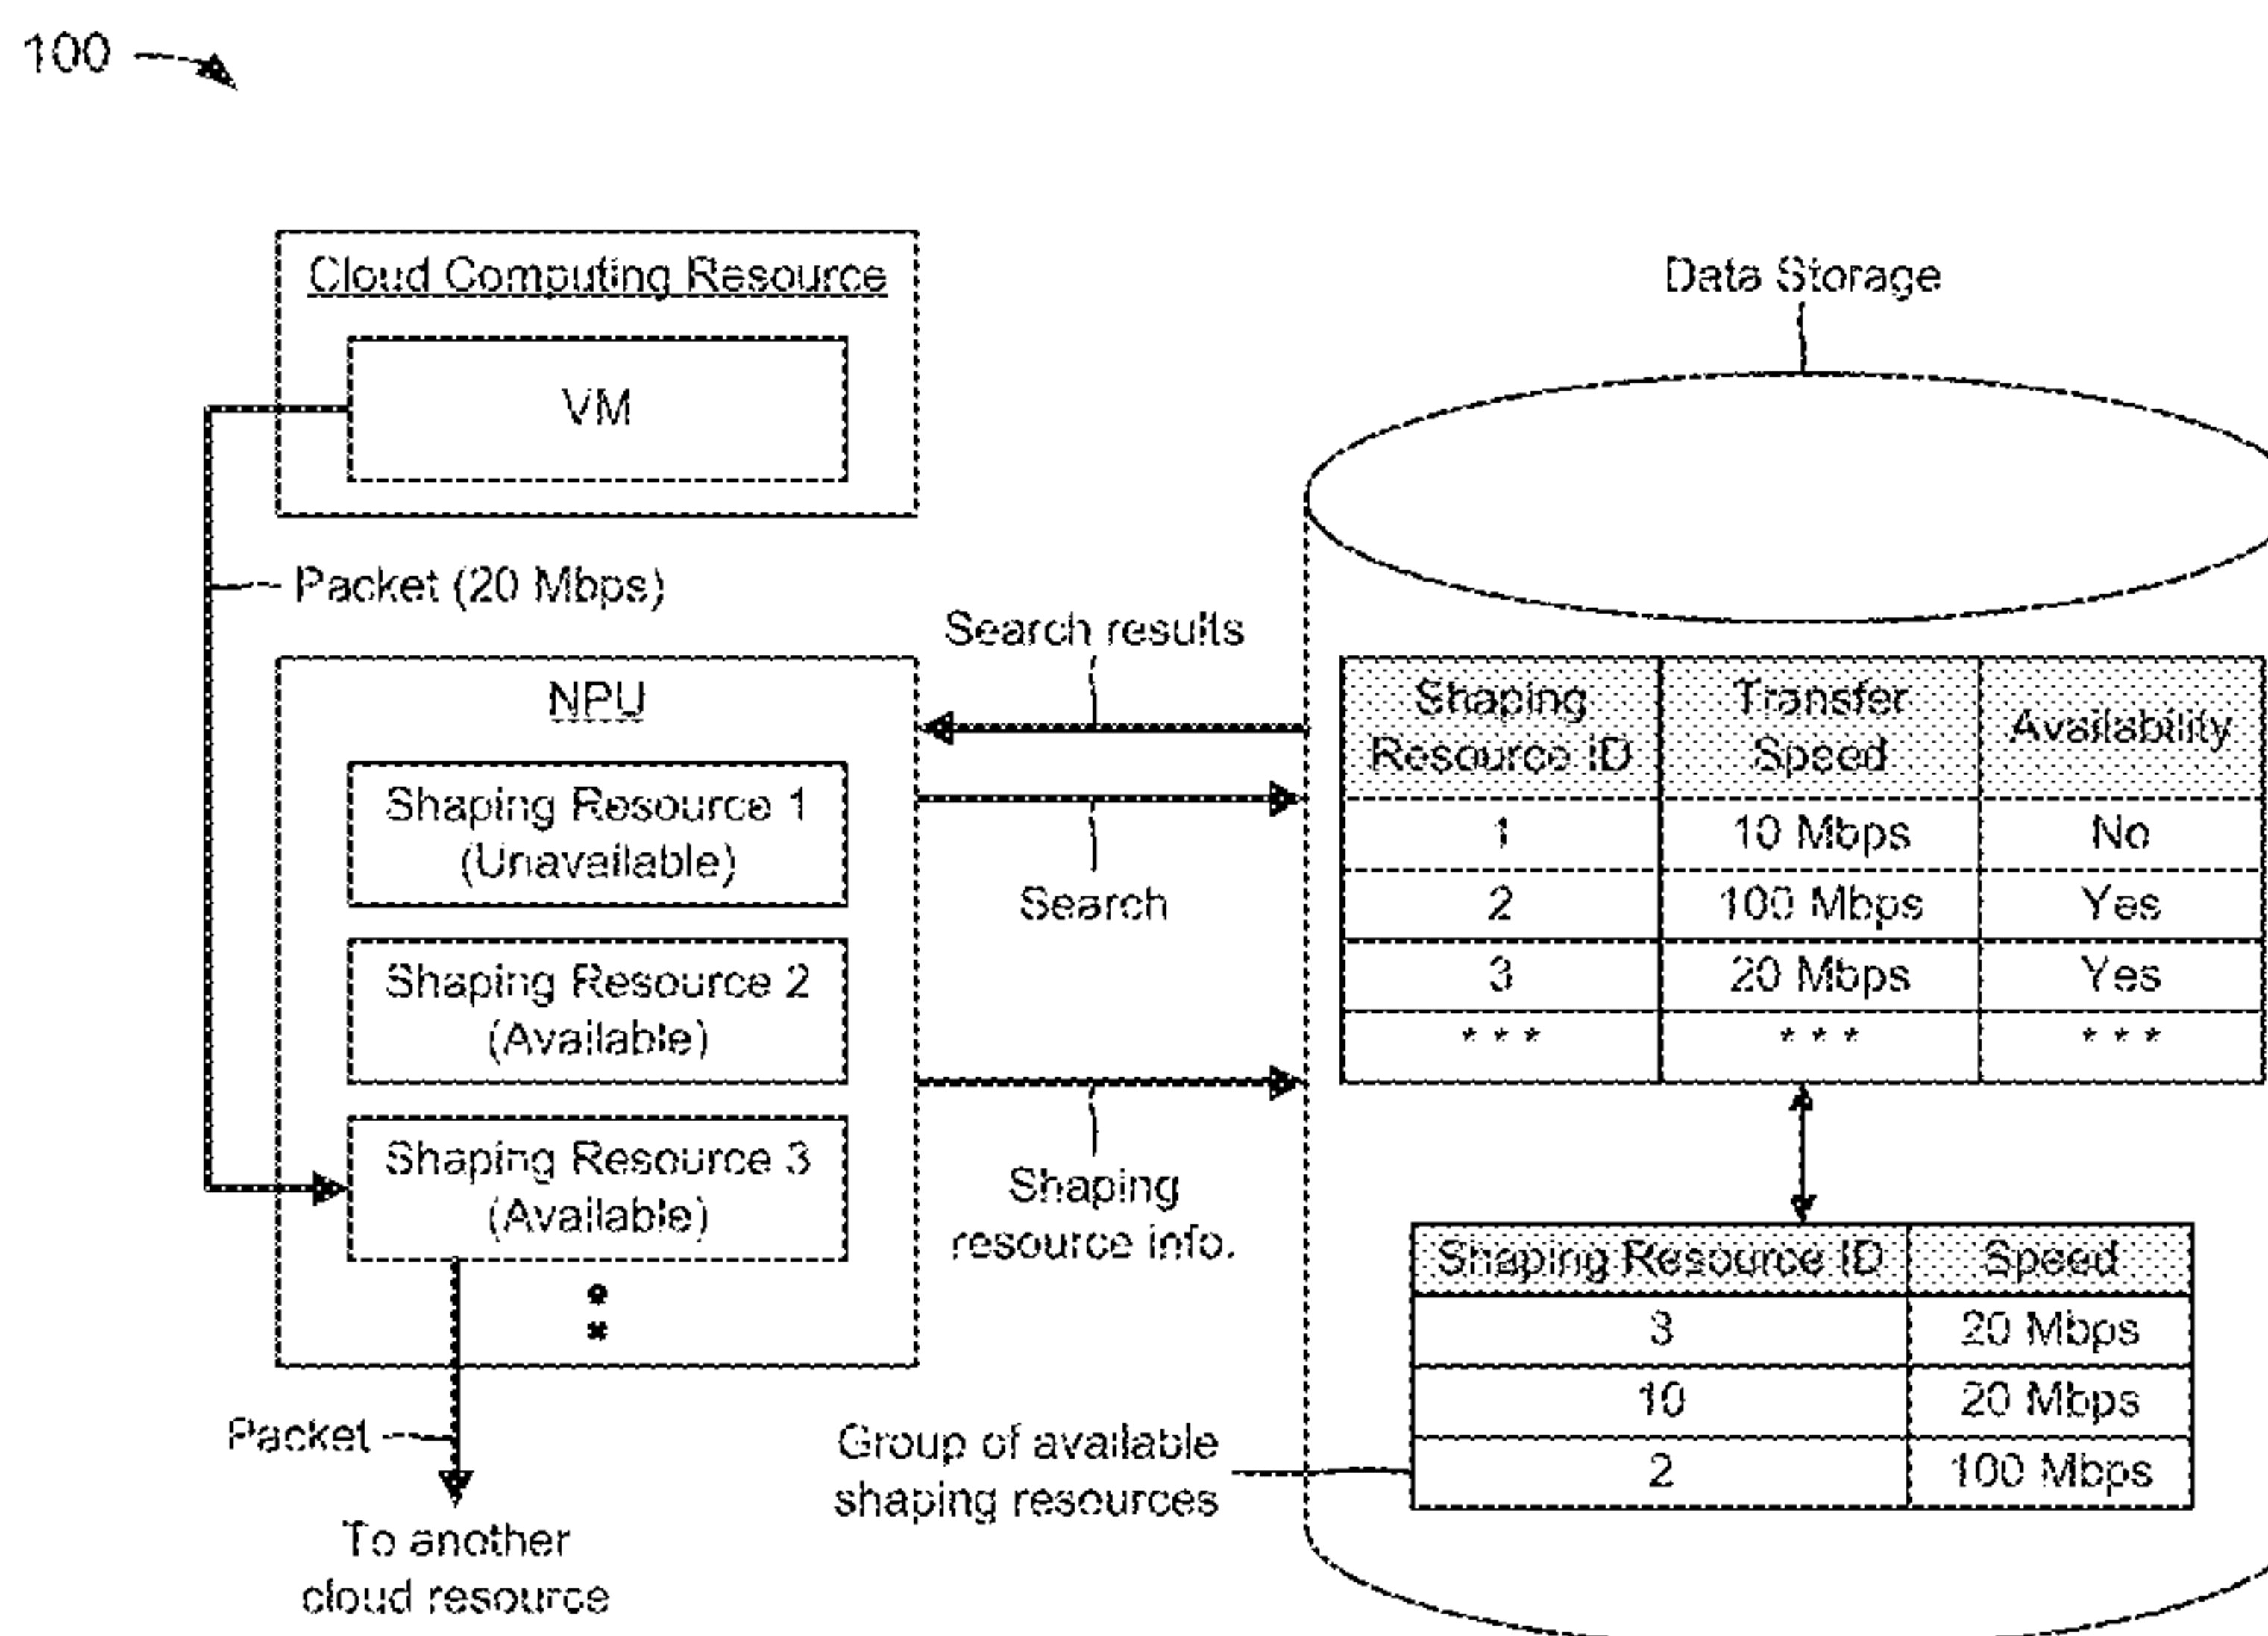 100
Cloud Computing Resource
VM
Packet (20 Mbps)
NPU
Shaping Resource 1
(Unavailable)
Shaping Resource 2
(Available)
Shaping Resource 3
(Available)
Packet
To another
cloud resource
Search results
Search
Shaping
resource info.
Group of available
shaping resources
Data Storage
Shaping Resource ID Transfer Speed Availability
1 10 Mbps No
2 100 Mbps Yes
3 20 Mbps Yes
* * * * * * * * *
Shaping Resource ID Speed
3 20 Mbps
10 20 Mbps
2 100 Mbps